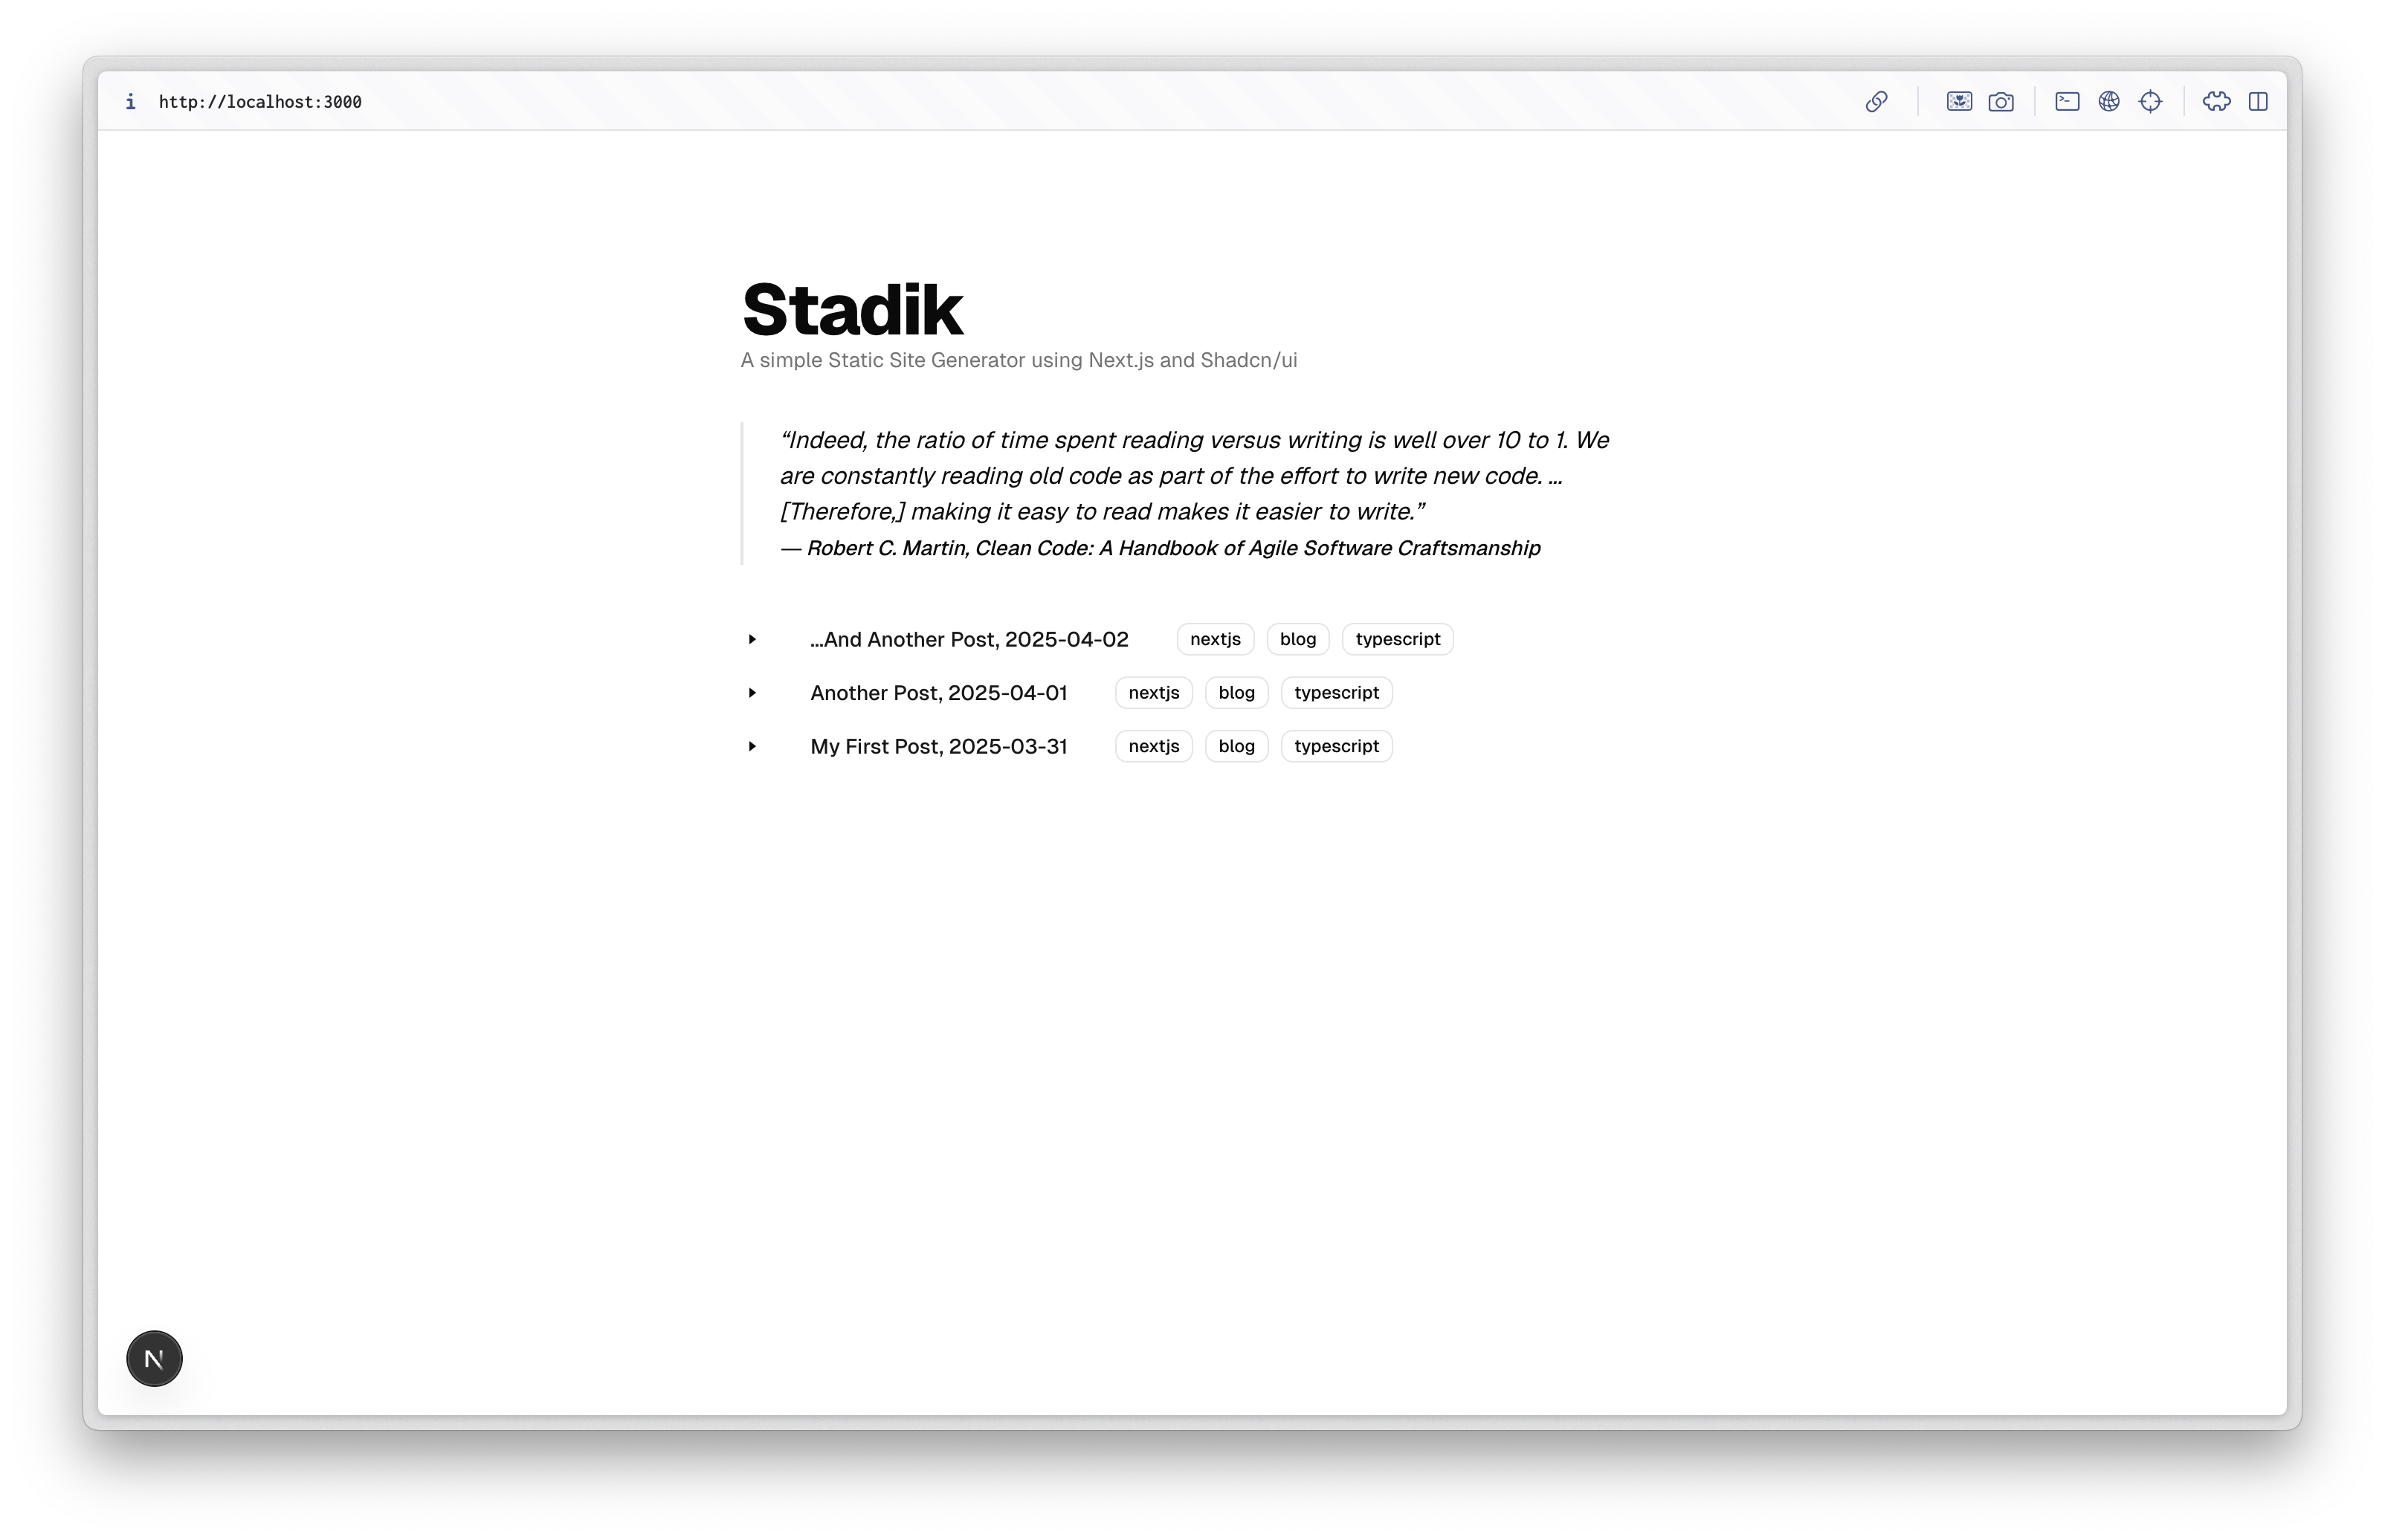 i http://localhost:3000
Stadik
A simple Static Site Generator using Next.js and Shadcn/ui
“Indeed, the ratio of time spent reading versus writing is well over 10 to 1. We
are constantly reading old code as part of the effort to write new code. ...
[Therefore,] making it easy to read makes it easier to write.”
— Robert C. Martin, Clean Code: A Handbook of Agile Software Craftsmanship
...And Another Post, 2025-04-02 nextjs blog typescript
Another Post, 2025-04-01 nextjs blog typescript
My First Post, 2025-03-31 nextjs blog typescript
N